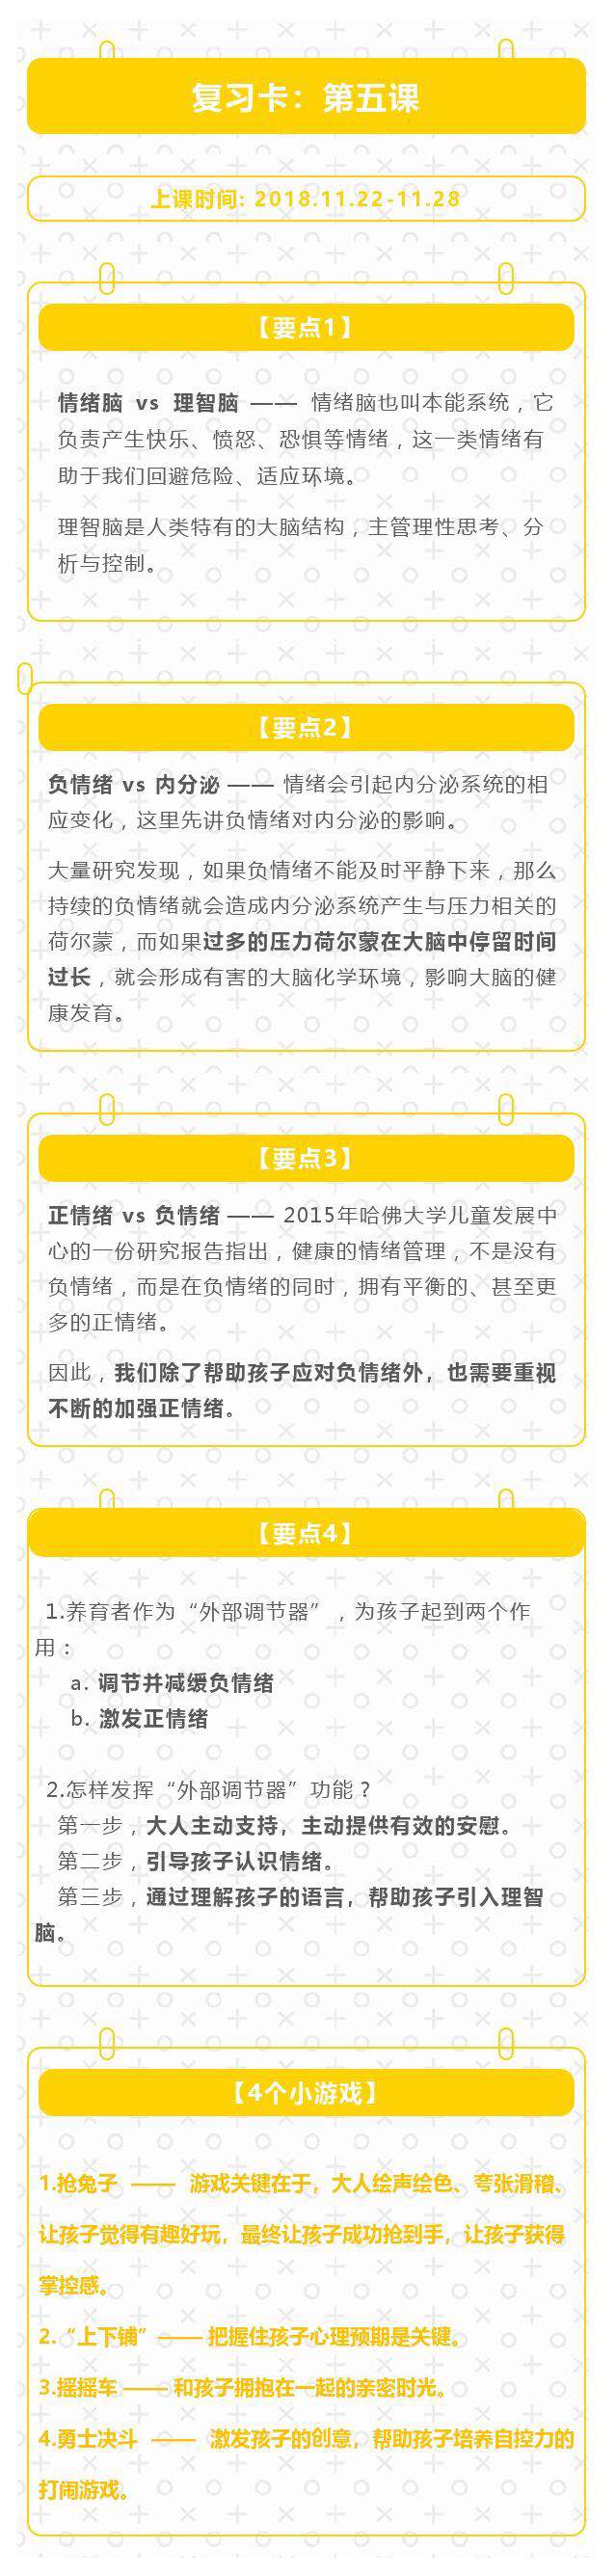 复习卡：第五课
上课时间: 2018.11.22-11.28
【要点1】
情绪脑 vs 理智脑 —— 情绪脑也叫本能系统，它
负责产生快乐、愤怒、恐惧等情绪，这一类情绪有
助于我们回避危险、适应环境。
理智脑是人类特有的大脑结构，主管理性思考、分
析与控制。
【要点2】
负情绪 vs 内分泌 —— 情绪会引起内分泌系统的相
应变化，这里先讲负情绪对内分泌的影响。
大量研究发现，如果负情绪不能及时平静下来，那么
持续的负情绪就会造成内分泌系统产生与压力相关的
荷尔蒙，而如果过多的压力荷尔蒙在大脑中停留时间
过长，就会形成有害的大脑化学环境，影响大脑的健
康发育。
【要点3】
正情绪 vs 负情绪 —— 2015年哈佛大学儿童发展中
心的一份研究报告指出，健康的情绪管理，不是没有
负情绪，而是在负情绪的同时，拥有平衡的、甚至更
多的正情绪。
因此，我们除了帮助孩子应对负情绪外，也需要重视
不断的加强正情绪。
【要点4】
1.养育者作为“外部调节器”，为孩子起到两个作
用：
a. 调节并减缓负情绪
b. 激发正情绪
2.怎样发挥“外部调节器”功能？
第一步，大人主动支持，主动提供有效的安慰。
第二步，引导孩子认识情绪。
第三步，通过理解孩子的语言，帮助孩子引入理智
脑。
【4个小游戏】
1.抢兔子 —— 游戏关键在于，大人绘声绘色、夸张滑稽、
让孩子觉得有趣好玩，最终让孩子成功抢到手，让孩子获得
掌控感。
2.“上下铺”—— 把握住孩子心理预期是关键。
3.摇摇车 —— 和孩子拥抱在一起的亲密时光。
4.勇士决斗 —— 激发孩子的创意，帮助孩子培养自控力的
打闹游戏。